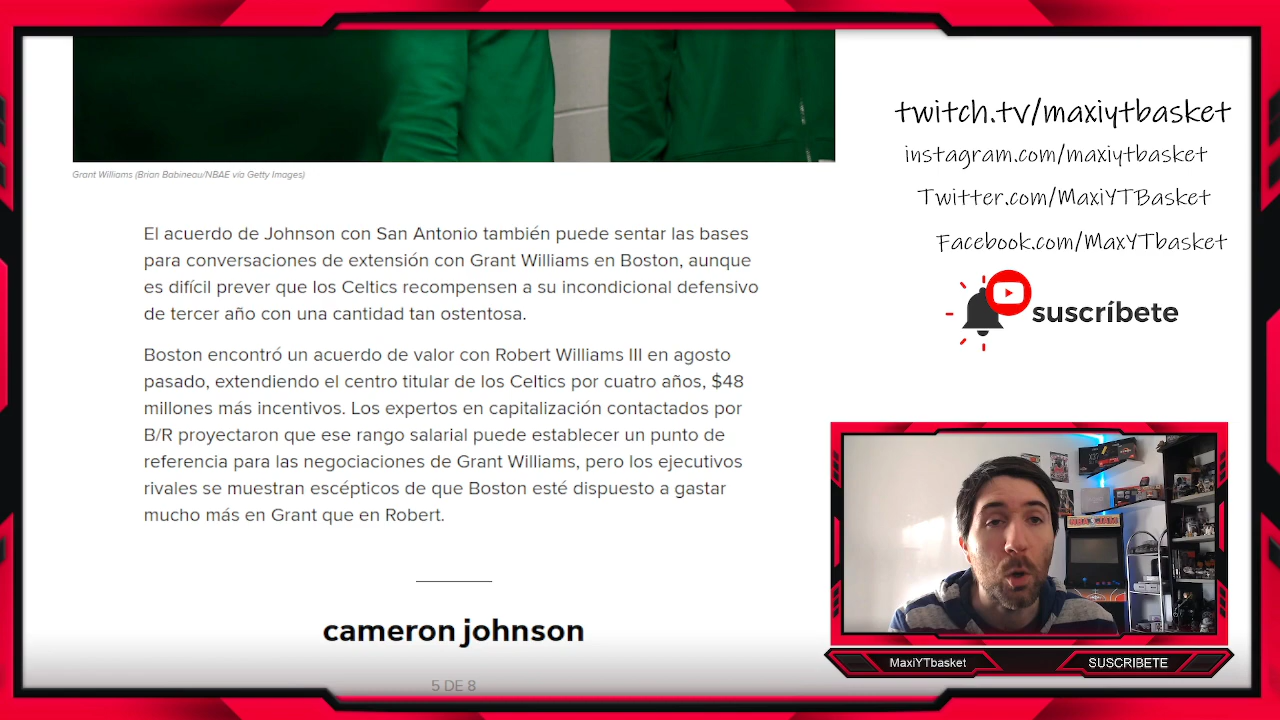 Grant Williams (Brian Babineau/NBAE vía Getty Images)
El acuerdo de Johnson con San Antonio también puede sentar las bases
para conversaciones de extensión con Grant Williams en Boston, aunque
es difícil prever que los Celtics recompensen a su incondicional defensivo
de tercer año con una cantidad tan ostentosa.
Boston encontró un acuerdo de valor con Robert Williams III en agosto
pasado, extendiendo el centro titular de los Celtics por cuatro años, $48
millones más incentivos. Los expertos en capitalización contactados por
B/R proyectaron que ese rango salarial puede establecer un punto de
referencia para las negociaciones de Grant Williams, pero los ejecutivos
rivales se muestran escépticos de que Boston esté dispuesto a gastar
mucho más en Grant que en Robert.
cameron johnson
5 DE 8
twitch.tv/maxiytbasket
instagram.com/maxiytbasket
Twitter.com/MaxiYTBasket
Facebook.com/MaxYTbasket
suscríbete
NBA JAM
MaxiYTbasket
SUSCRIBETE